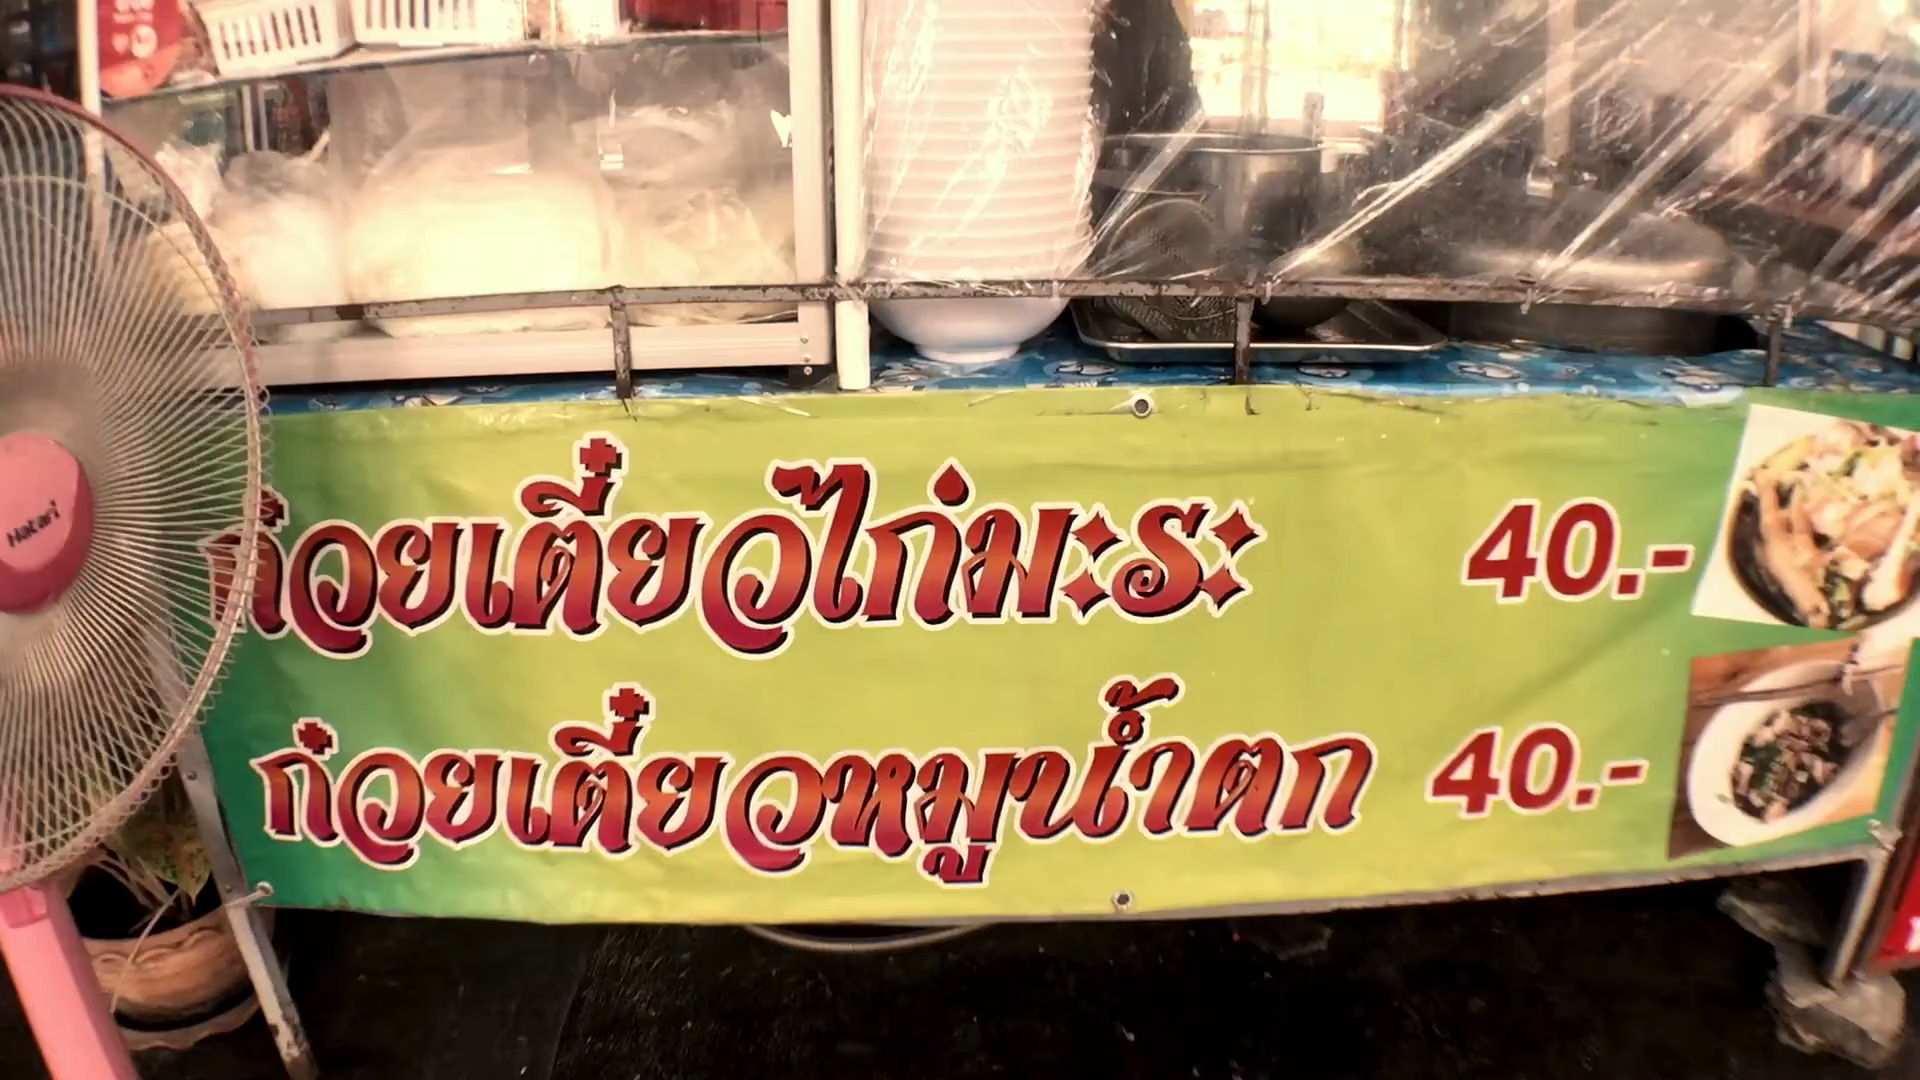 ก๋วยเตี๋ยวไก่มะระ 40.-
ก๋วยเตี๋ยวหมูน้ำตก 40.-
Hatari